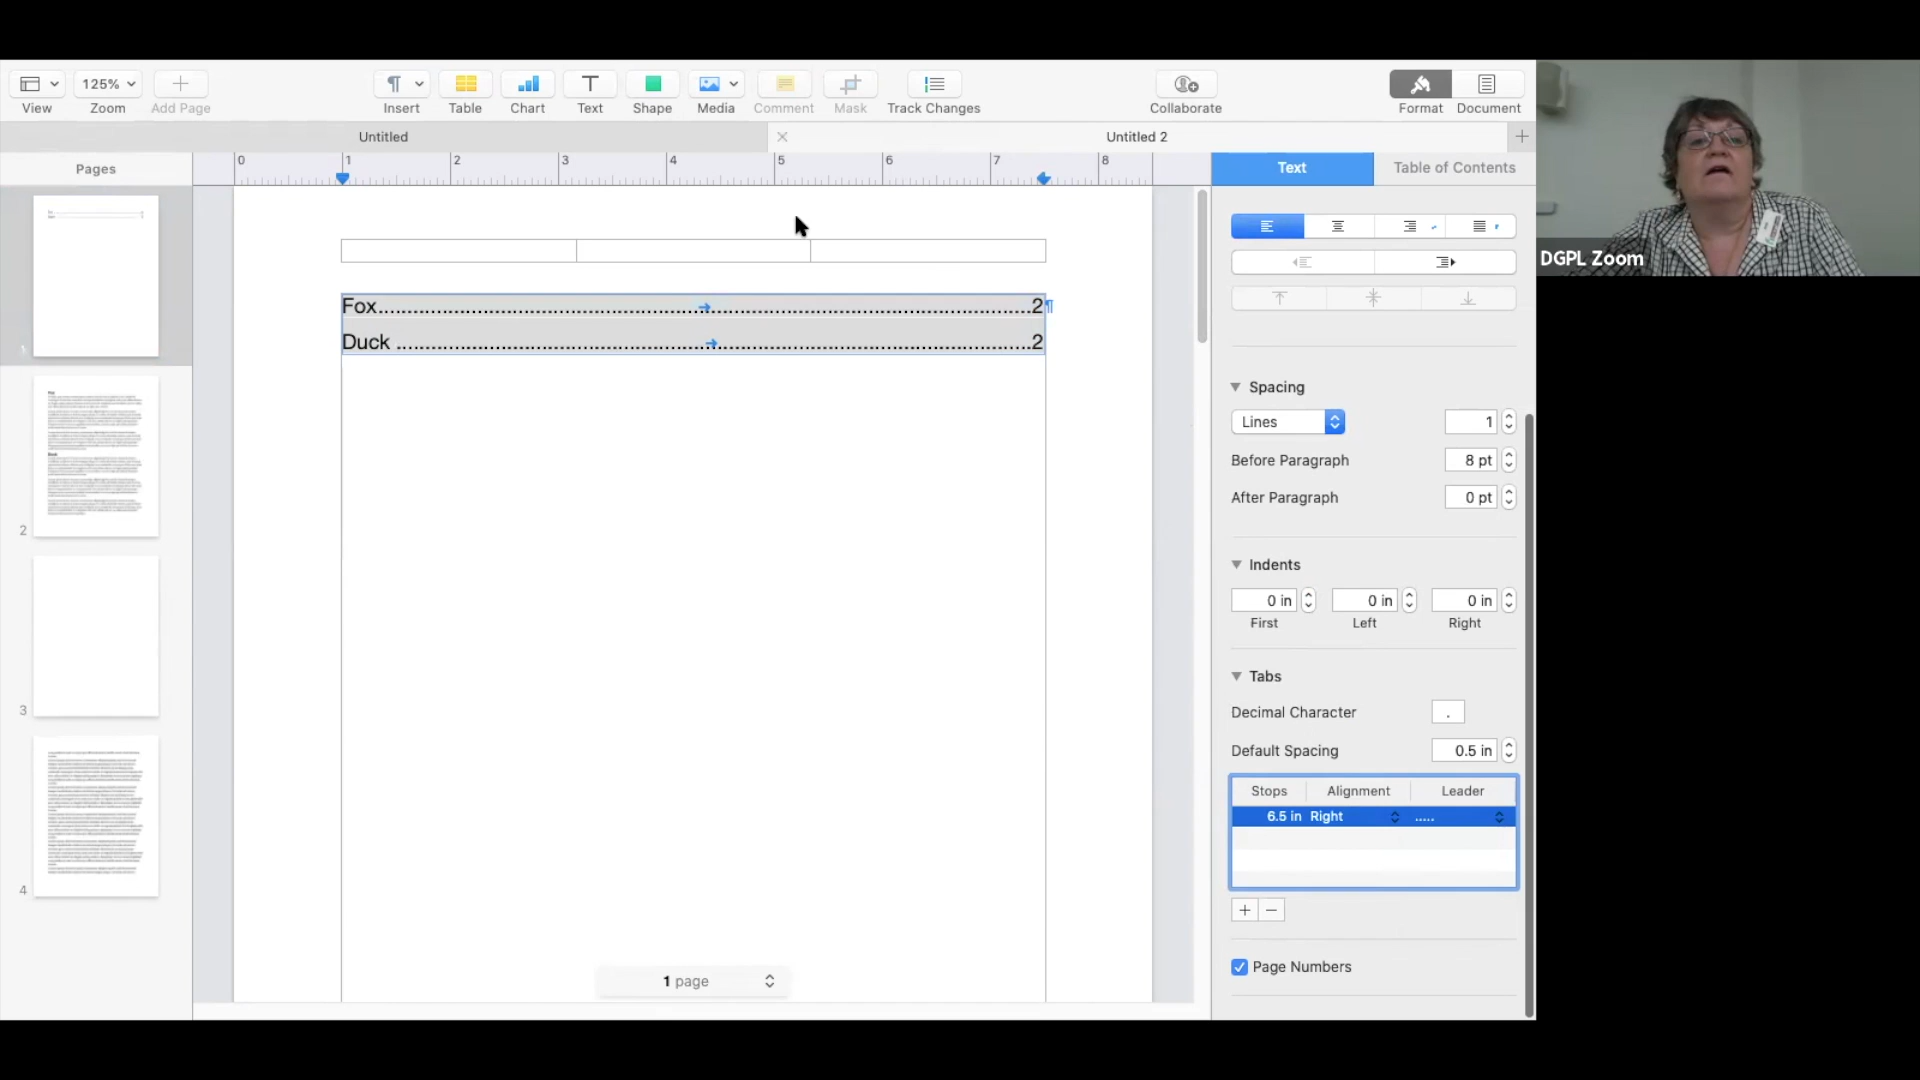 125%
View
Zoom
Add Page
Insert
Table
Chart
Text
Shape
Media
Comment
Mask
Track Changes
Collaborate
Format
Document
Untitled
Untitled 2
Pages
0 1 2 3 4 5 6 7 8
Text
Table of Contents
DGPL Zoom
Fox........................................................................................................................2
Duck ......................................................................................................................2
Spacing
Lines
1
Before Paragraph
8 pt
After Paragraph
0 pt
Indents
0 in
0 in
0 in
First
Left
Right
Tabs
Decimal Character
.
Default Spacing
0.5 in
Stops
Alignment
Leader
6.5 in
Right
.....
Page Numbers
1 page
1
2
3
4